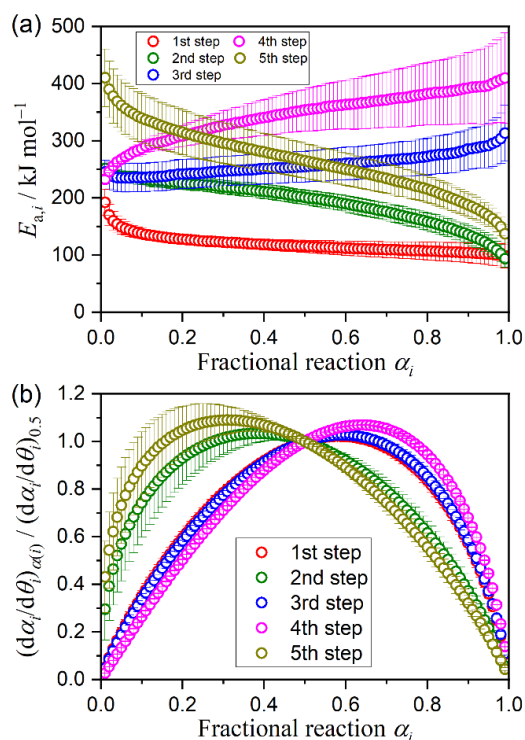 (a)
500
400
300
200
100
0
E a,i / kJ mol⁻¹
1st step
2nd step
3rd step
4th step
5th step
0.0 0.2 0.4 0.6 0.8 1.0
Fractional reaction αᵢ
(b)
1.2
1.0
0.8
0.6
0.4
0.2
0.0
(dαᵢ/dθᵢ)α(i) / (dαᵢ/dθᵢ)0.5
1st step
2nd step
3rd step
4th step
5th step
0.0 0.2 0.4 0.6 0.8 1.0
Fractional reaction αᵢ